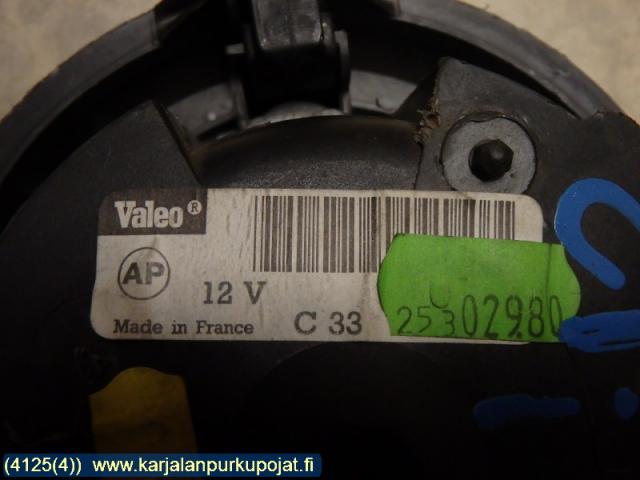 Valeo®
AP
12 V
Made in France
C 33
U
25302980
(4125(4)) www.karjalanpurkupojat.fi